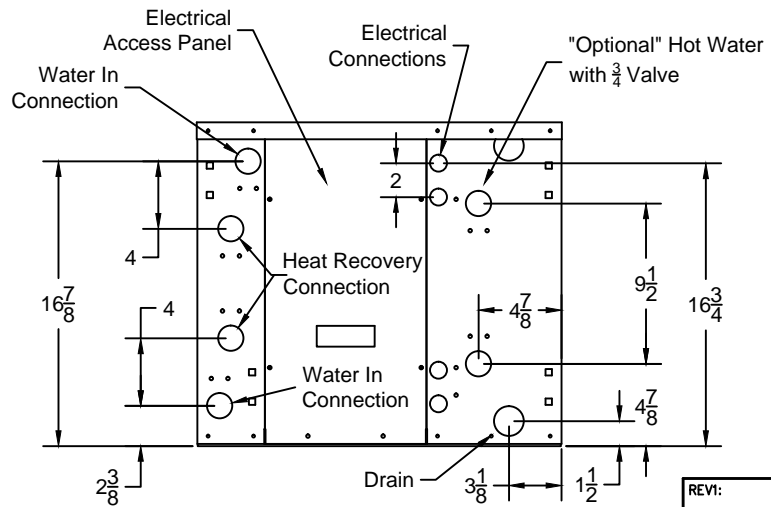 Electrical
Access Panel
Electrical
Connections
"Optional" Hot Water
with 3/4 Valve
Water In
Connection
2
4
Heat Recovery
Connection
9 1/2
16 7/8
4
4 7/8
16 3/4
Water In
Connection
4 7/8
2 3/8
Drain
3 1/8
1 1/2
REV1: